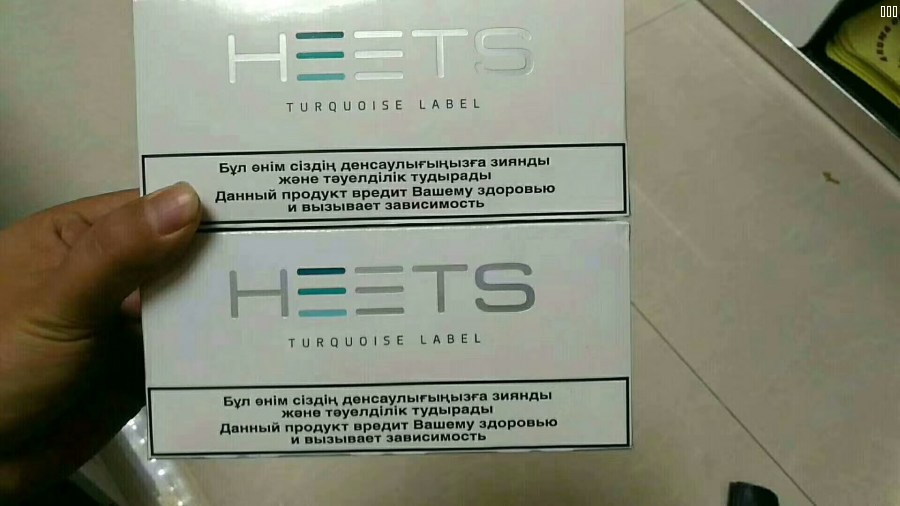 HEETS
TURQUOISE LABEL
Бұл өнім сіздің денсаулығыңызға зиянды
және тәуелділік тудырады
Данный продукт вредит Вашему здоровью
и вызывает зависимость
HEETS
TURQUOISE LABEL
Бұл өнім сіздің денсаулығыңызға зиянды
және тәуелділік тудырады
Данный продукт вредит Вашему здоровью
и вызывает зависимость